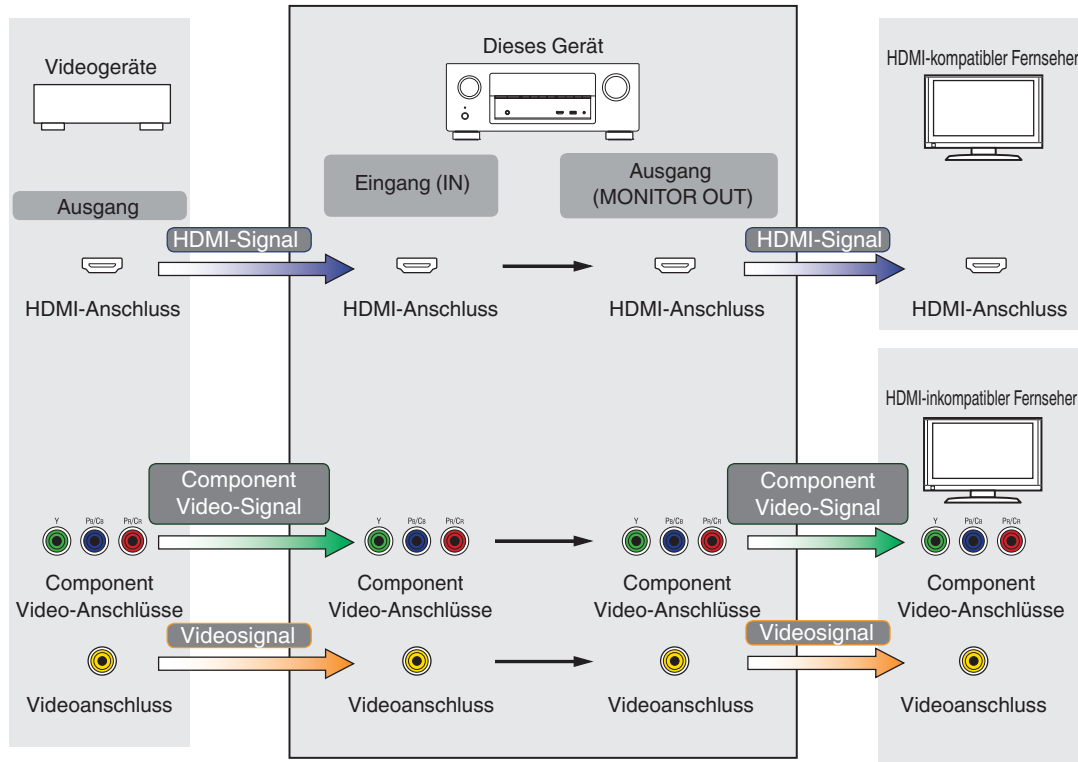 Videogeräte
Dieses Gerät
HDMI-kompatibler Fernseher
Ausgang
Eingang (IN)
Ausgang
(MONITOR OUT)
HDMI-Signal
HDMI-Signal
HDMI-Anschluss
HDMI-Anschluss
HDMI-Anschluss
HDMI-Anschluss
HDMI-inkompatibler Fernseher
Component
Video-Signal
Component
Video-Signal
Y PB/CB PR/CR
Y PB/CB PR/CR
Y PB/CB PR/CR
Y PB/CB PR/CR
Component
Video-Anschlüsse
Component
Video-Anschlüsse
Component
Video-Anschlüsse
Component
Video-Anschlüsse
Videosignal
Videosignal
Videoanschluss
Videoanschluss
Videoanschluss
Videoanschluss